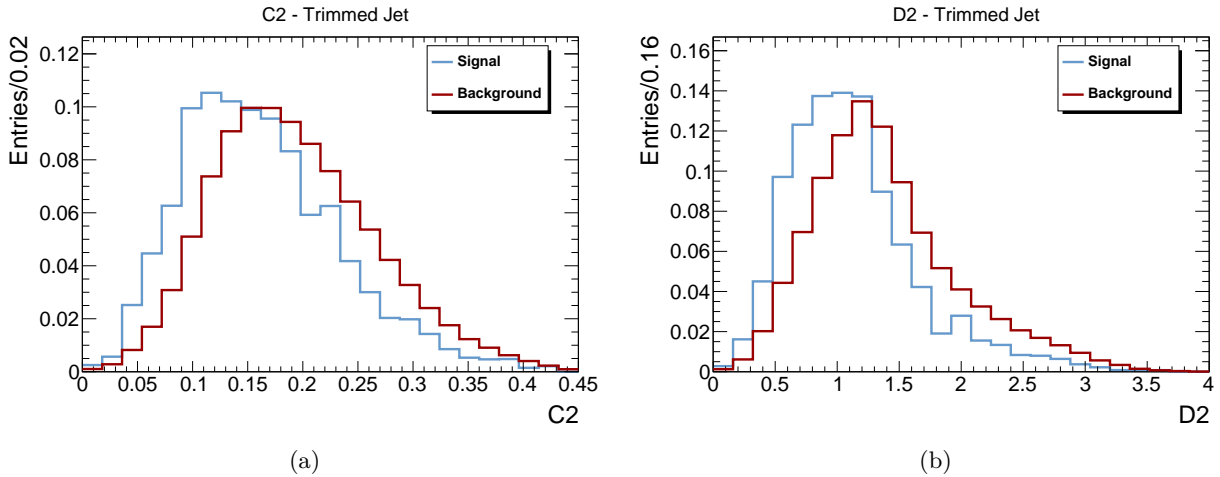 C2 - Trimmed Jet
Entries/0.02
0.12
0.1
0.08
0.06
0.04
0.02
0
Signal
Background
0 0.05 0.1 0.15 0.2 0.25 0.3 0.35 0.4 0.45
C2
(a)
D2 - Trimmed Jet
Entries/0.16
0.16
0.14
0.12
0.1
0.08
0.06
0.04
0.02
0
Signal
Background
0 0.5 1 1.5 2 2.5 3 3.5 4
D2
(b)